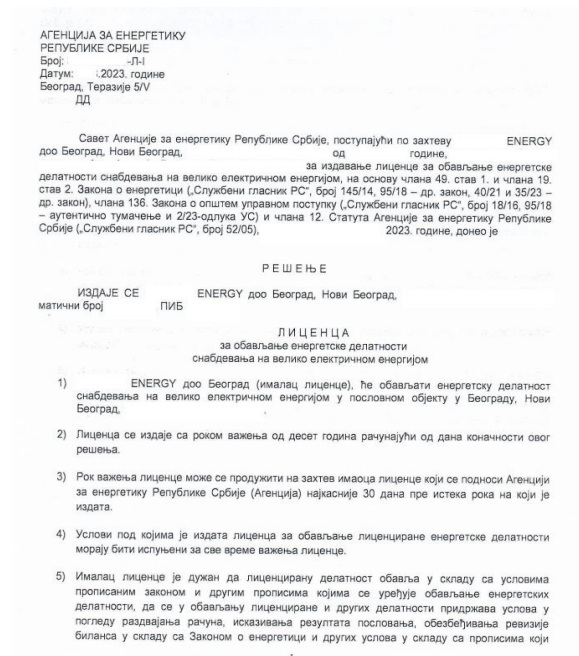 АГЕНЦИЈА ЗА ЕНЕРГЕТИКУ
РЕПУБЛИКЕ СРБИЈЕ
Број: -Л-I
Датум: .2023. године
Београд, Теразије 5/V
ДД
Савет Агенције за енергетику Републике Србије, поступајући по захтеву ENERGY
доо Београд, Нови Београд, од године,
за издавање лиценце за обављање енергетске
делатности снабдевања на велико електричном енергијом, на основу члана 49. став 1. и члана 19.
став 2. Закона о енергетици („Службени гласник РС“, број 145/14, 95/18 – др. закон, 40/21 и 35/23 –
др. закон), члана 136. Закона о општем управном поступку („Службени гласник РС“, број 18/16, 95/18
– аутентично тумачење и 2/23-одлука УС) и члана 12. Статута Агенције за енергетику Републике
Србије („Службени гласник РС“, број 52/05), 2023. године, донео је
Р Е Ш Е Њ Е
ИЗДАЈЕ СЕ ENERGY доо Београд, Нови Београд,
матични број ПИБ
Л И Ц Е Н Ц А
за обављање енергетске делатности
снабдевања на велико електричном енергијом
1) ENERGY доо Београд (ималац лиценце), ће обављати енергетску делатност
снабдевања на велико електричном енергијом у пословном објекту у Београду, Нови
Београд,
2) Лиценца се издаје са роком важења од десет година рачунајући од дана коначности овог
решења.
3) Рок важења лиценце може се продужити на захтев имаоца лиценце који се подноси Агенцији
за енергетику Републике Србије (Агенција) најкасније 30 дана пре истека рока на који је
издата.
4) Услови под којима је издата лиценца за обављање лиценциране енергетске делатности
морају бити испуњени за све време важења лиценце.
5) Ималац лиценце је дужан да лиценцирану делатност обавља у складу са условима
прописаним законом и другим прописима којима се уређује обављање енергетских
делатности, да се у обављању лиценциране и других делатности придржава услова у
погледу раздвајања рачуна, исказивања резултата пословања, обезбеђивања ревизије
биланса у складу са Законом о енергетици и других услова у складу са прописима који